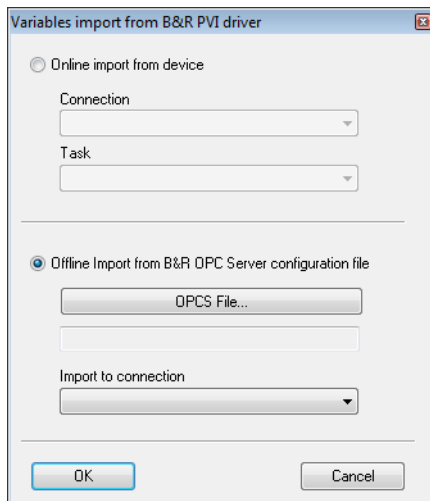 Variables import from B&R PVI driver
Online import from device
Connection
Task
Offline Import from B&R OPC Server configuration file
OPCS File...
Import to connection
OK
Cancel